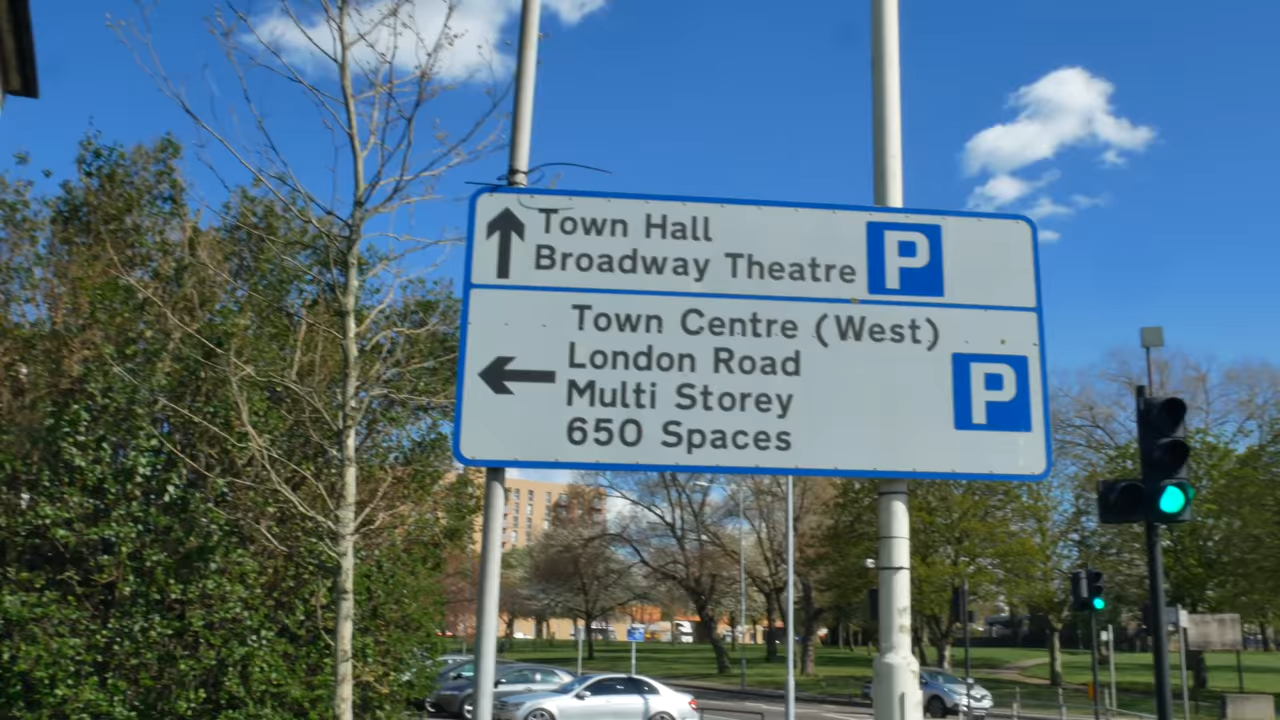 Town Hall
Broadway Theatre P
Town Centre (West)
London Road
Multi Storey
650 Spaces
P